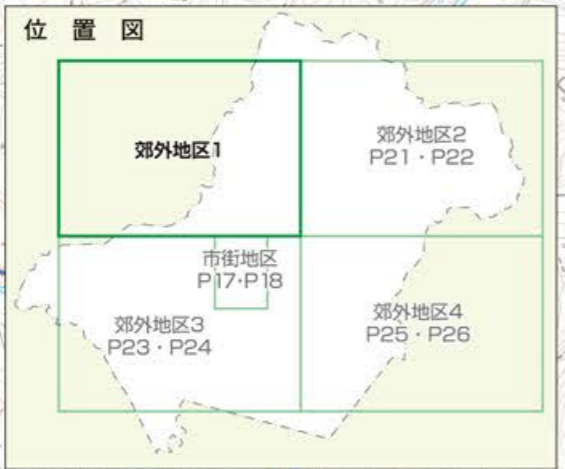 位 置 図
郊外地区1
郊外地区2
P21・P22
市街地区
P17・P18
郊外地区3
P23・P24
郊外地区4
P25・P26